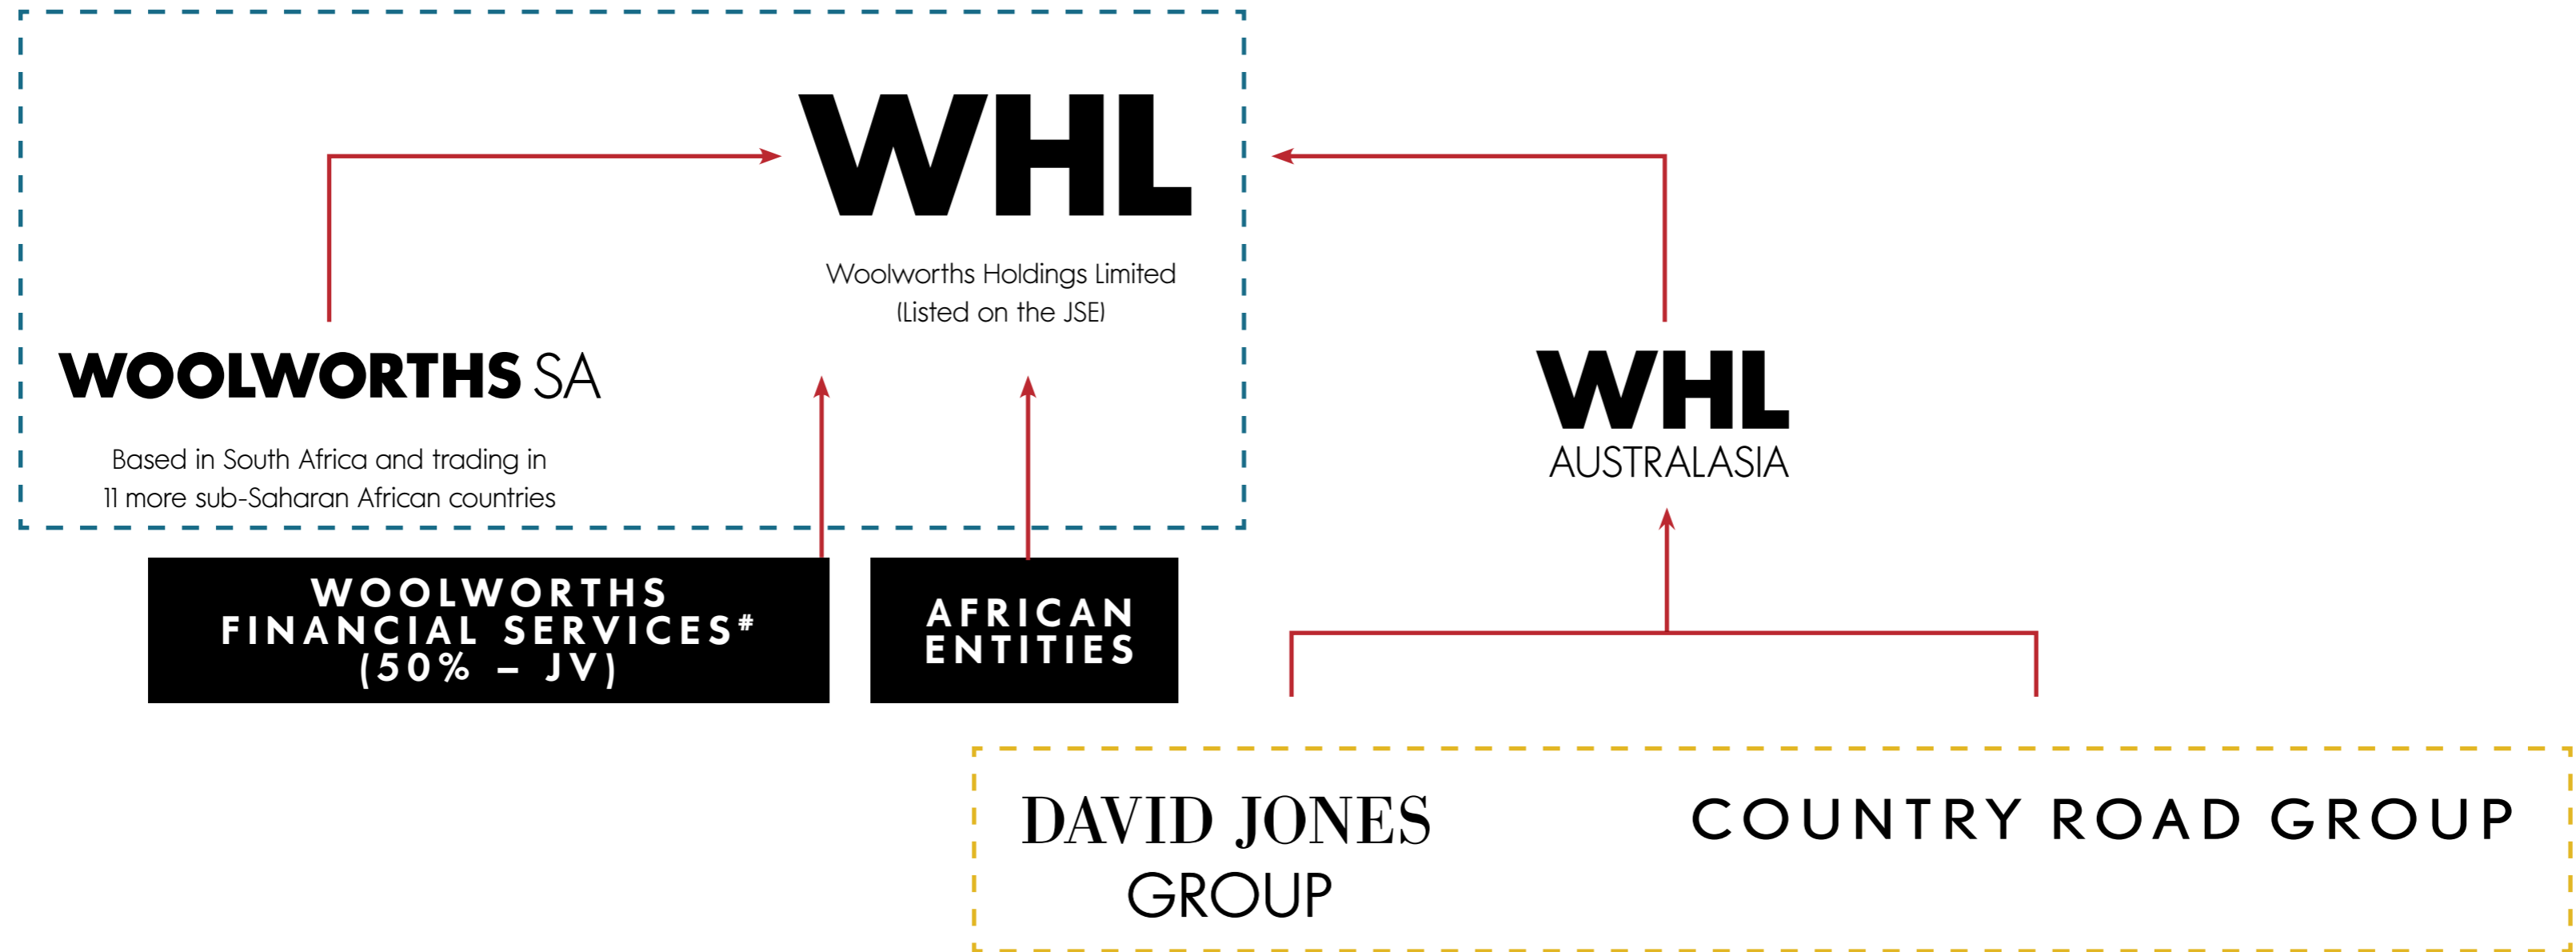 WHL
Woolworths Holdings Limited
(Listed on the JSE)
WOOLWORTHS SA
Based in South Africa and trading in
11 more sub-Saharan African countries
WHL
AUSTRALASIA
WOOLWORTHS
FINANCIAL SERVICES#
(50% – JV)
AFRICAN
ENTITIES
DAVID JONES
GROUP
COUNTRY ROAD GROUP